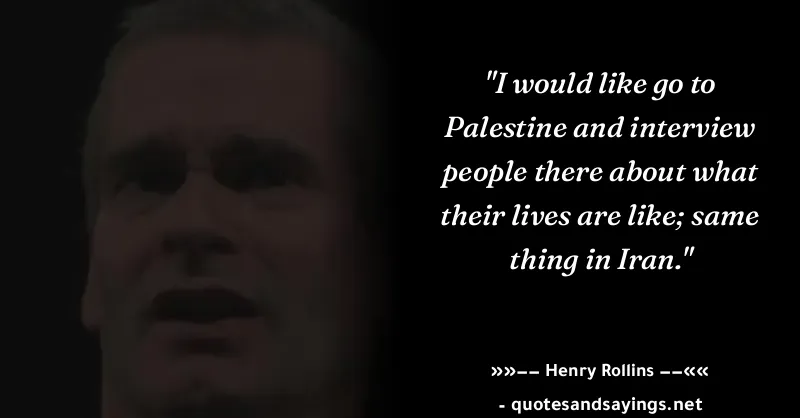 "I would like go to
Palestine and interview
people there about what
their lives are like; same
thing in Iran."
»»−− Henry Rollins −−««
- quotesandsayings.net